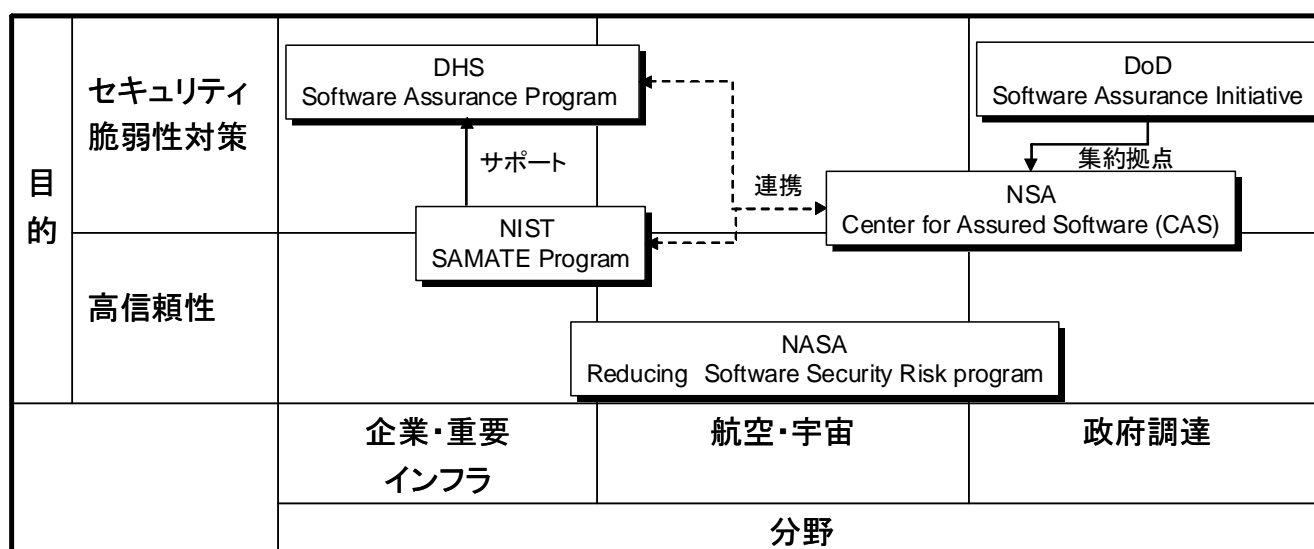 目
的
セキュリティ
脆弱性対策
DHS
Software Assurance Program
DoD
Software Assurance Initiative
サポート
連携
集約拠点
NIST
SAMATE Program
NSA
Center for Assured Software (CAS)
高信頼性
NASA
Reducing Software Security Risk program
企業・重要
インフラ
航空・宇宙
政府調達
分野